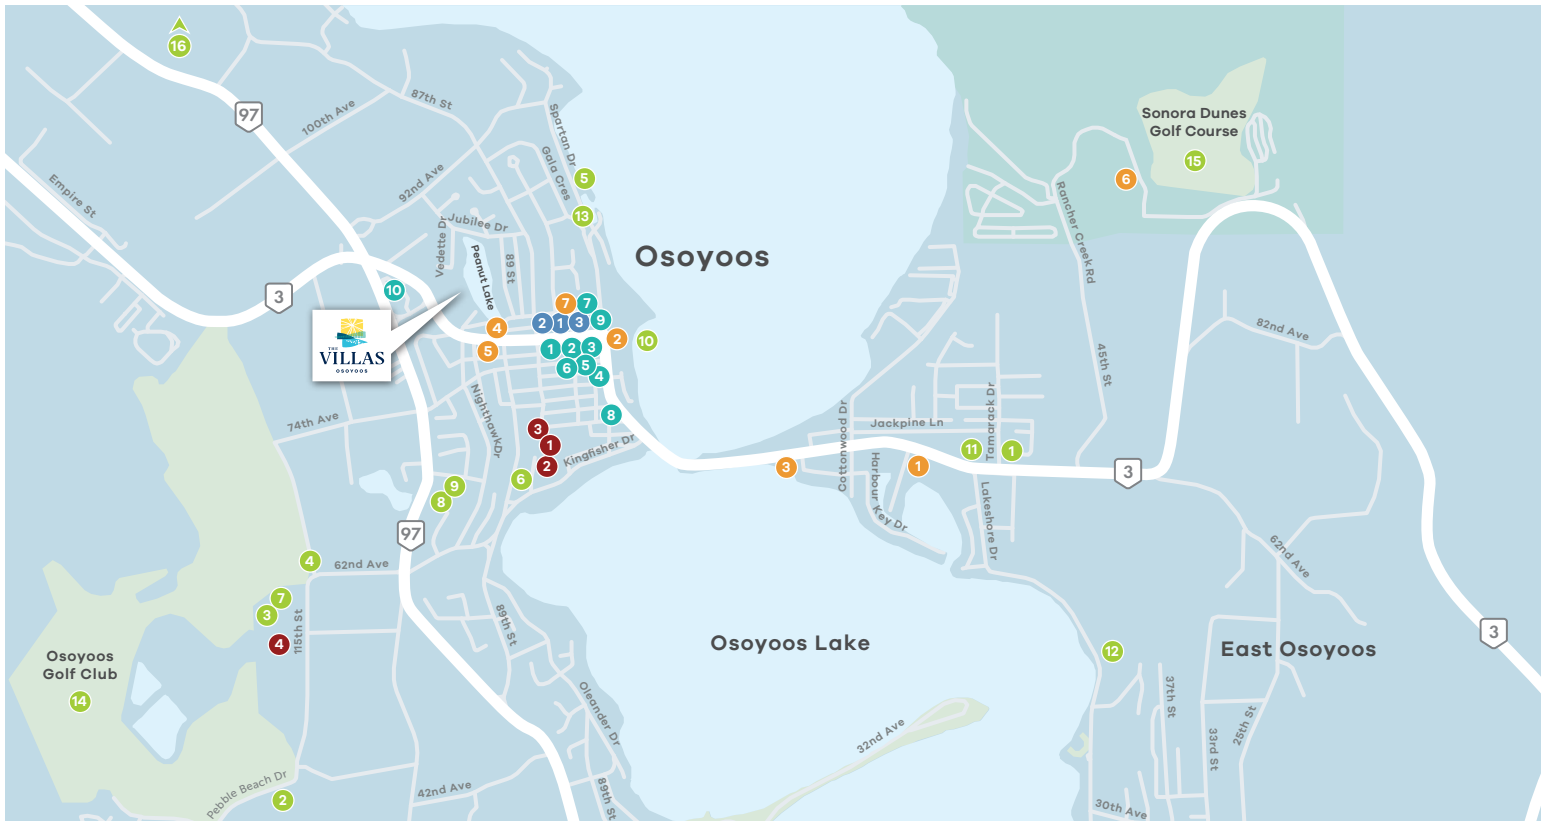 16
97
87th St
100th Ave
Spartan Dr
Gala Cres
92nd Ave
Empire St
Sonora Dunes
Golf Course
15
6
5
13
Rancher Creek Rd
Jubilee Dr
Vedette Dr
89 St
Peanut Lake
Osoyoos
3
10
7
7
4
2
1
3
9
2
10
5
1
2
3
6
5
4
THE
VILLAS
OSOYOOS
82nd Ave
45th St
Nighthawk Dr
74th Ave
8
3
1
2
Kingfisher Dr
6
9
8
Cottonwood Dr
Jackpine Ln
Tamarack Dr
11
1
3
1
3
Harbour Key Dr
Lakeshore Dr
97
4
62nd Ave
62nd Ave
7
3
4
115th St
89th St
Osoyoos
Golf Club
14
Osoyoos Lake
12
East Osoyoos
3
Oleander Dr
32nd Ave
37th St
33rd St
25th St
Pebble Beach Dr
2
42nd Ave
89th St
30th Ave